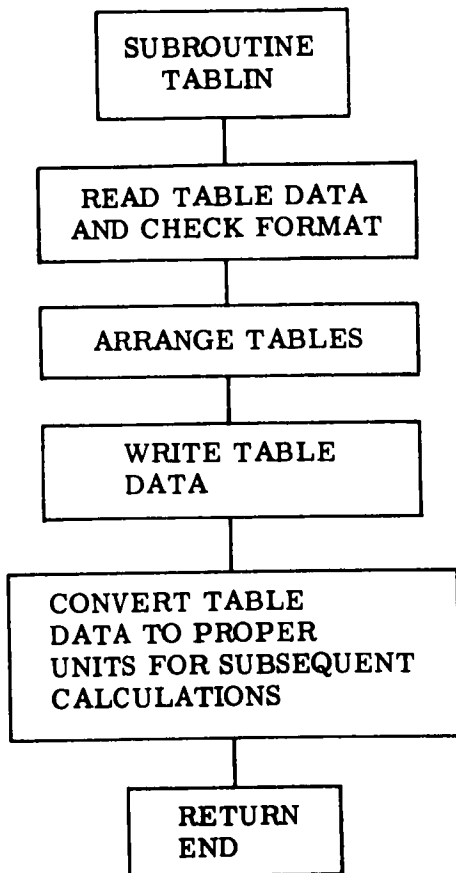 SUBROUTINE
TABLIN
READ TABLE DATA
AND CHECK FORMAT
ARRANGE TABLES
WRITE TABLE
DATA
CONVERT TABLE
DATA TO PROPER
UNITS FOR SUBSEQUENT
CALCULATIONS
RETURN
END